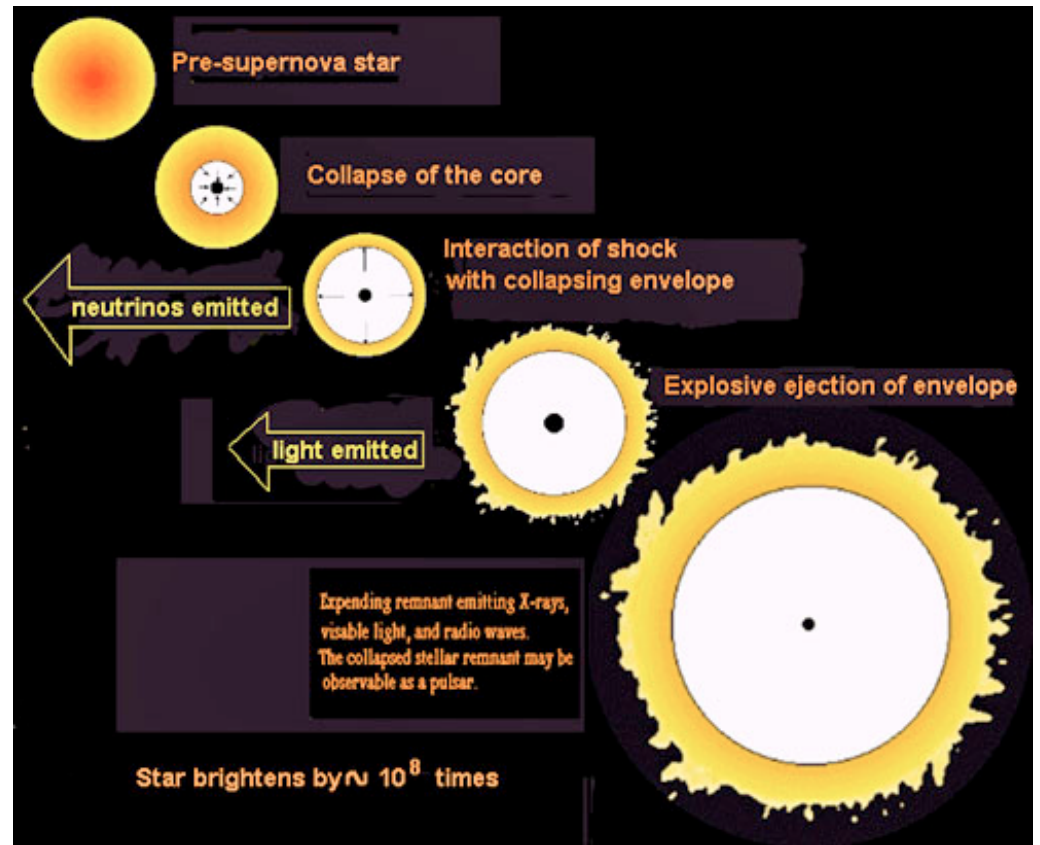 Pre-supernova star
Collapse of the core
Interaction of shock
with collapsing envelope
neutrinos emitted
Explosive ejection of envelope
light emitted
Expending remnant emitting X-rays,
visable light, and radio waves.
The collapsed stellar remnant may be
observable as a pulsar.
Star brightens by ~ 10⁸ times